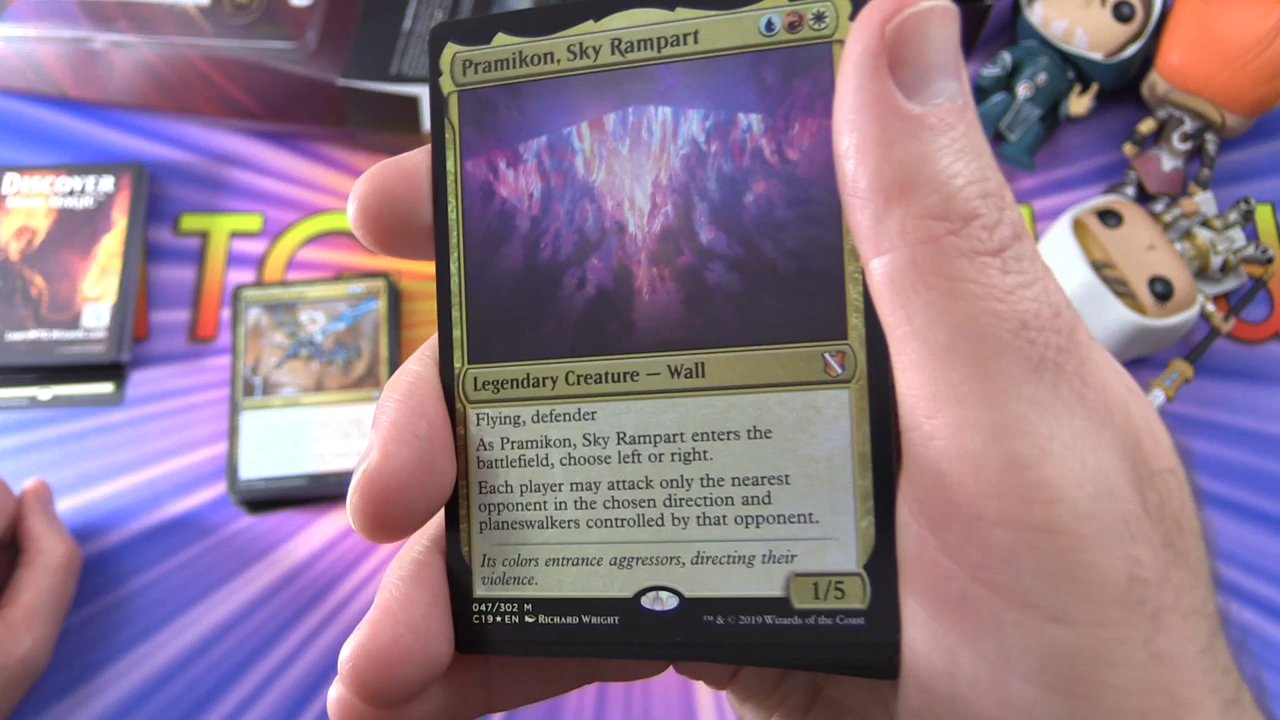 Pramikon, Sky Rampart
Legendary Creature — Wall
Flying, defender
As Pramikon, Sky Rampart enters the
battlefield, choose left or right.
Each player may attack only the nearest
opponent in the chosen direction and
planeswalkers controlled by that opponent.
Its colors entrance aggressors, directing their
violence.
1/5
047/302 M
C19★EN Richard Wright
™ & © 2019 Wizards of the Coast
Discover